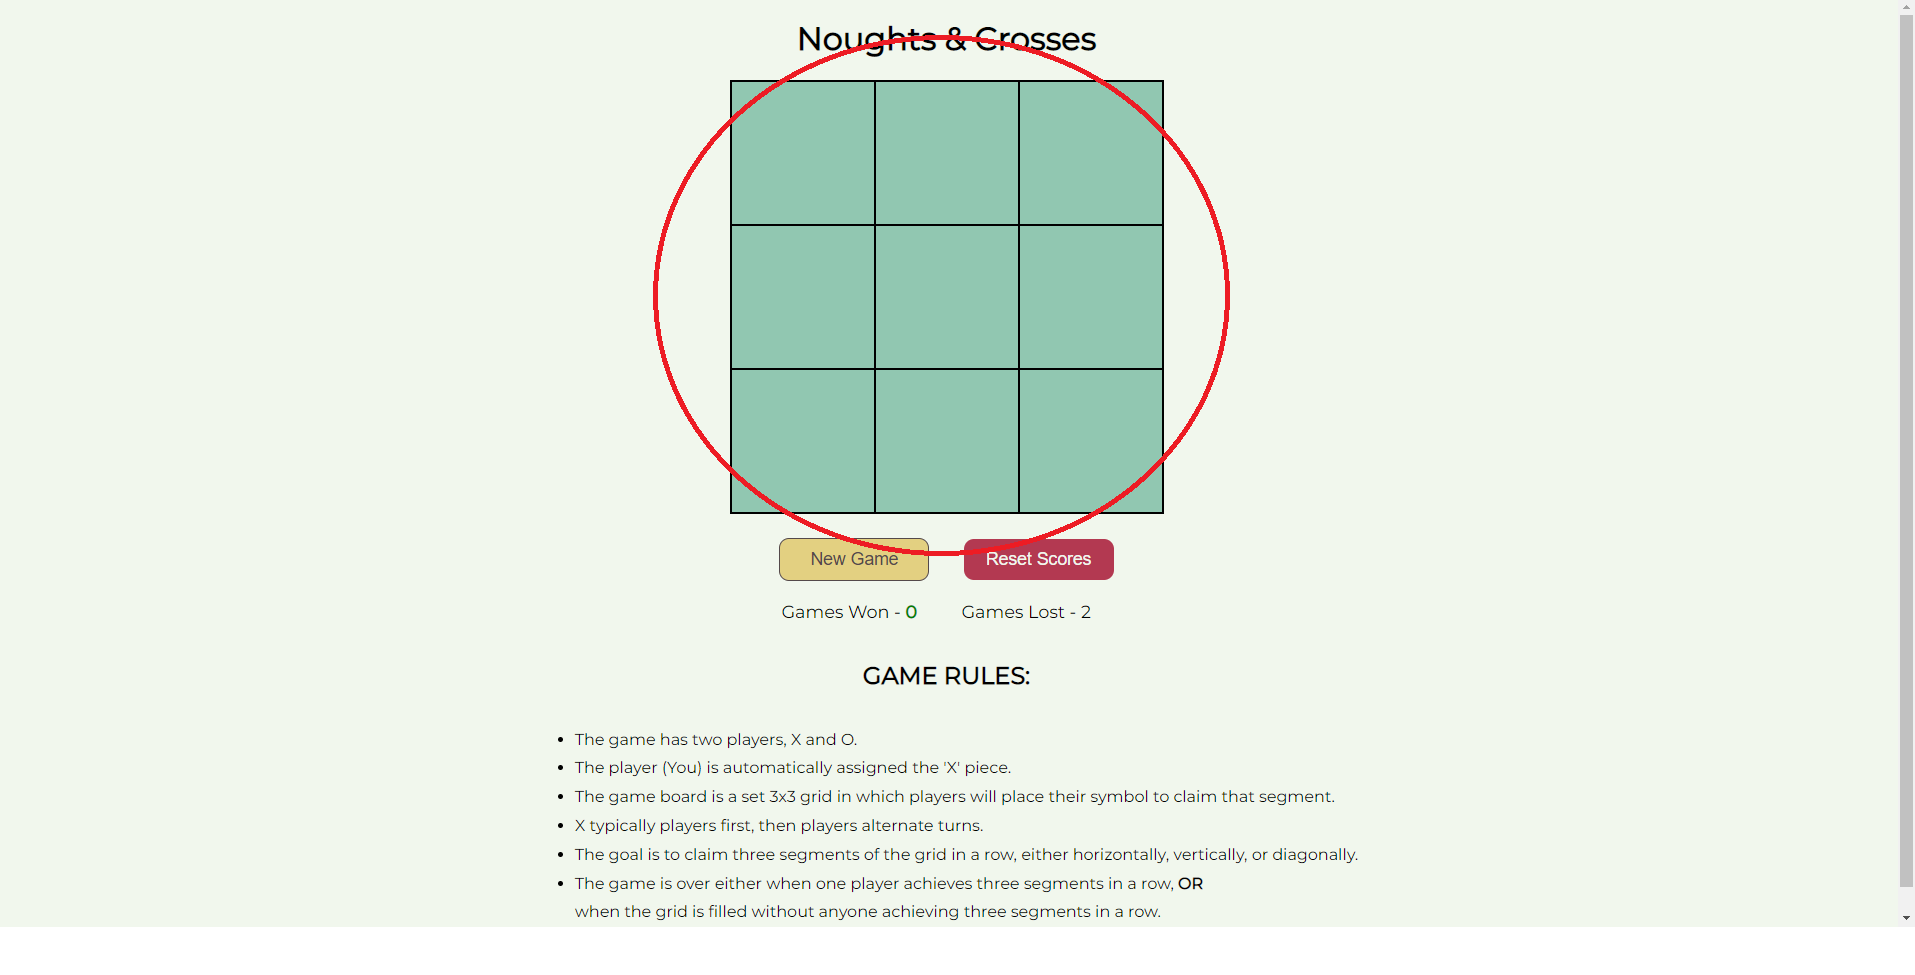 Noughts & Crosses
New Game
Reset Scores
Games Won - 0
Games Lost - 2
GAME RULES:
The game has two players, X and O.
The player (You) is automatically assigned the 'X' piece.
The game board is a set 3x3 grid in which players will place their symbol to claim that segment.
X typically players first, then players alternate turns.
The goal is to claim three segments of the grid in a row, either horizontally, vertically, or diagonally.
The game is over either when one player achieves three segments in a row, OR
when the grid is filled without anyone achieving three segments in a row.